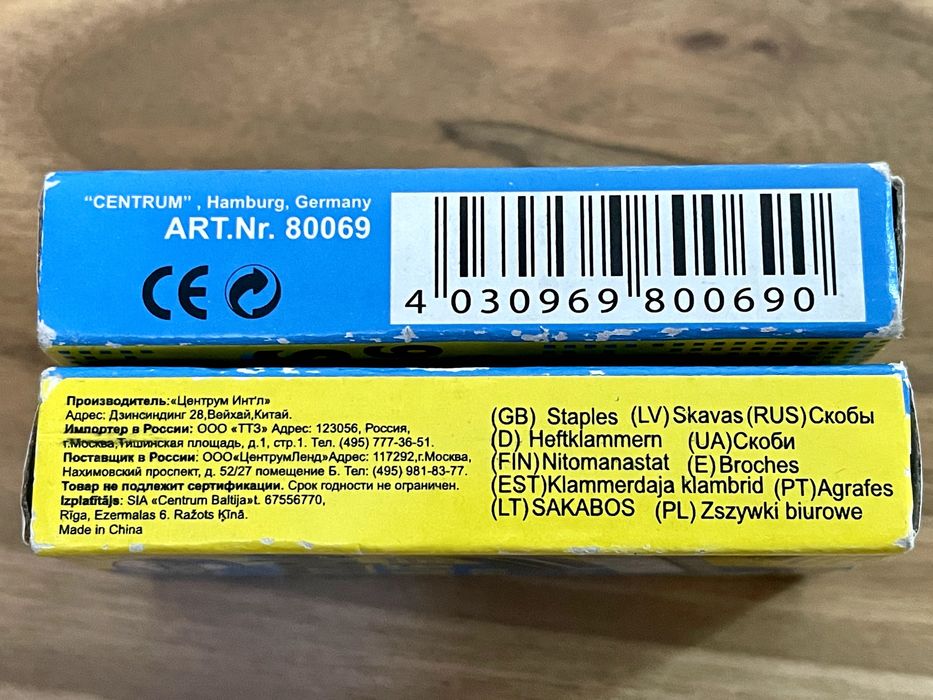 “CENTRUM” , Hamburg, Germany
ART.Nr. 80069
CE
4 030969 800690
Производитель:«Центрум Инт'л»
Адрес: Дзинсиндинг 28,Вейхай,Китай.
Импортер в России: ООО «ТТЗ» Адрес: 123056, Россия,
г.Москва,Тишинская площадь, д.1, стр.1. Тел. (495) 777-36-51.
Поставщик в России: ООО«ЦентрумЛенд»Адрес: 117292,г.Москва,
Нахимовский проспект, д. 52/27 помещение Б. Тел: (495) 981-83-77.
Товар не подлежит сертификации. Срок годности не ограничен.
Izplatītājs: SIA «Centrum Baltija»t. 67556770,
Rīga, Ezermalas 6. Ražots Ķīnā.
Made in China
(GB) Staples (LV) Skavas (RUS) Скобы
(D) Heftklammern (UA) Скоби
(FIN) Nitomanastat (E) Broches
(EST) Klammerdaja klambrid (PT) Agrafes
(LT) SAKABOS (PL) Zszywki biurowe